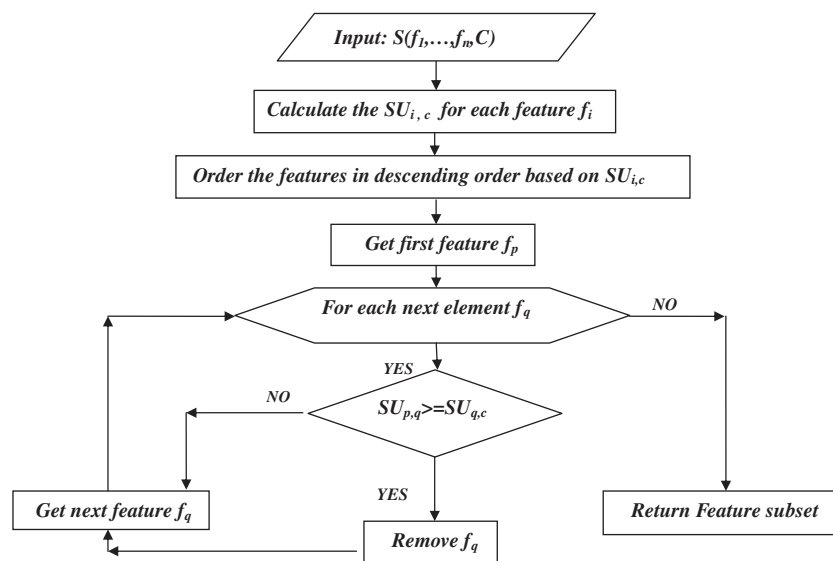 Input: S(f1,…,fn,C)
Calculate the SUi, c for each feature fi
Order the features in descending order based on SUi,c
Get first feature fp
For each next element fq
NO
YES
NO
SUp,q>=SUq,c
YES
Get next feature fq
Return Feature subset
Remove fq